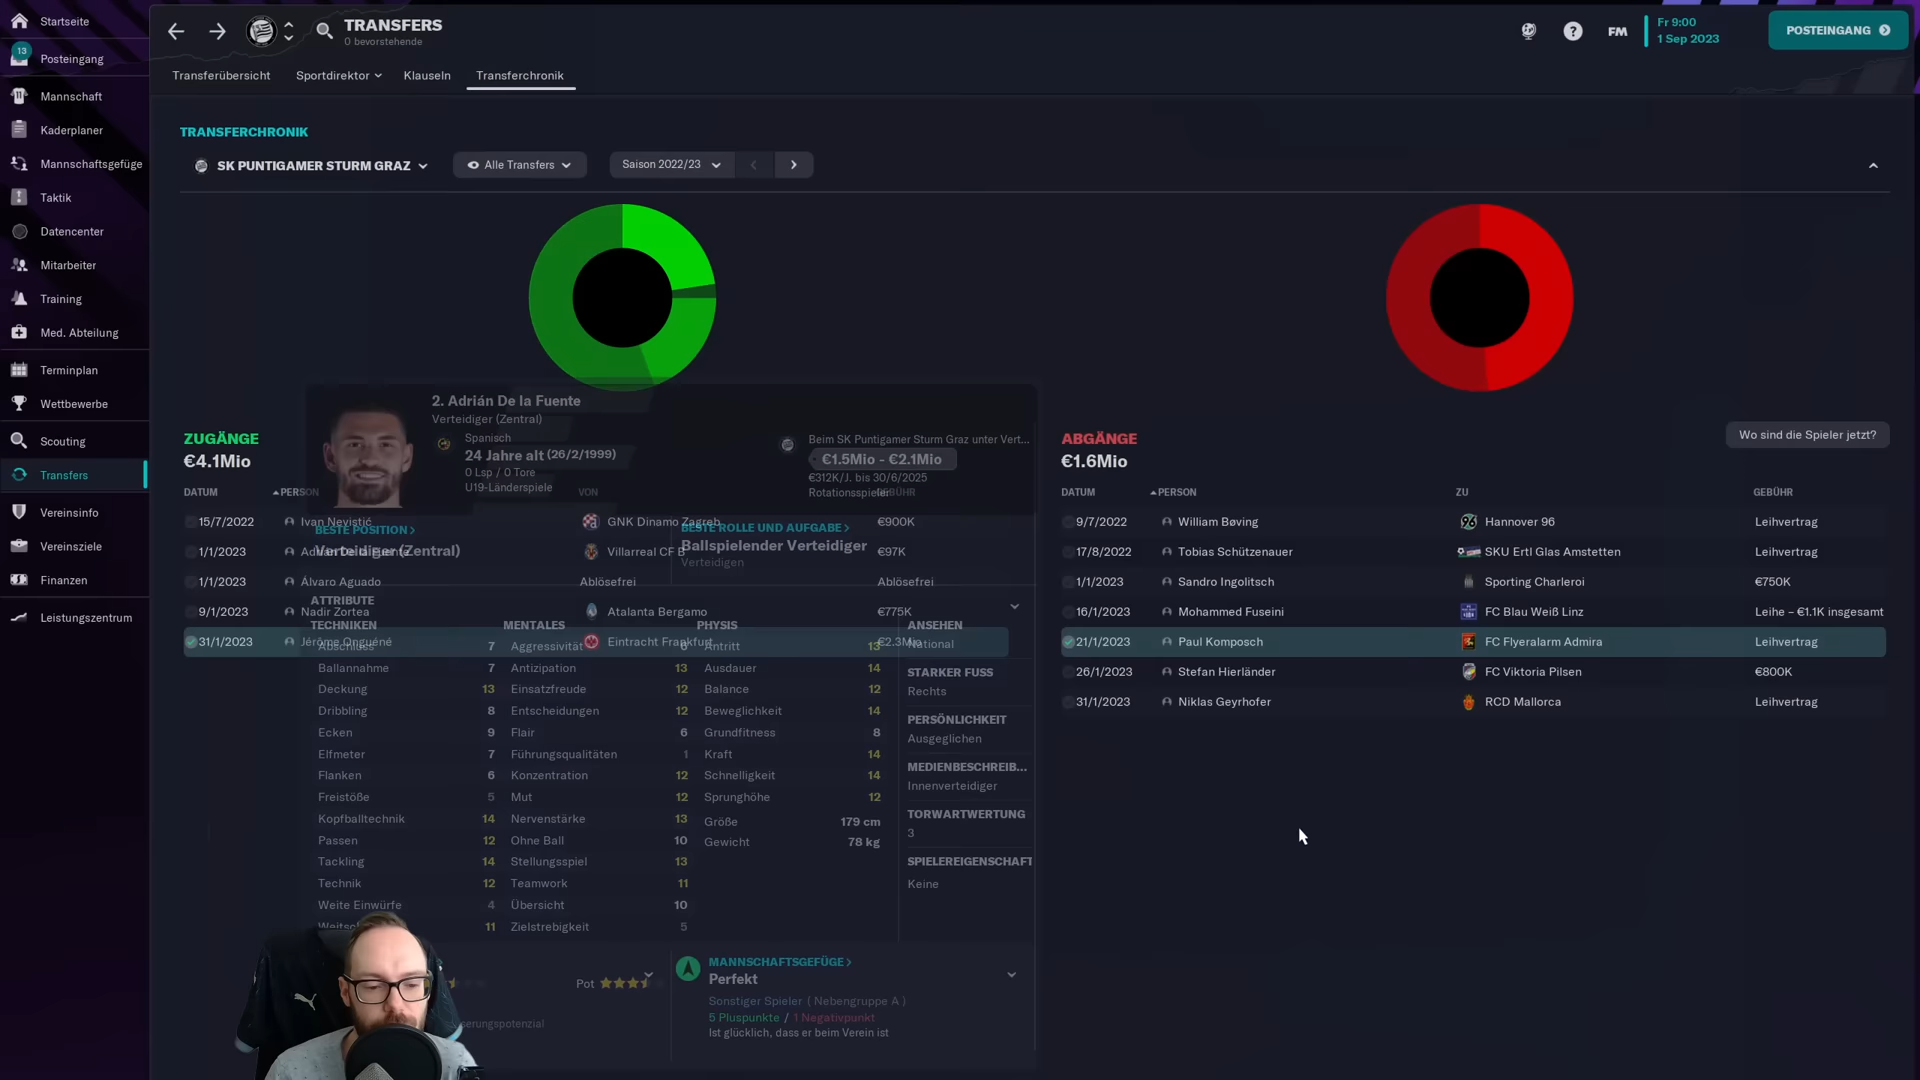 Startseite
13
Posteingang
Mannschaft
Kaderplaner
Mannschaftsgefüge
Taktik
Datencenter
Mitarbeiter
Training
Med. Abteilung
Terminplan
Wettbewerbe
Scouting
Transfers
Vereinsinfo
Vereinsziele
Finanzen
Leistungszentrum
TRANSFERS
0 bevorstehende
FM
Fr 9:00
1 Sep 2023
POSTEINGANG
Transferübersicht Sportdirektor Klauseln Transferchronik
TRANSFERCHRONIK
SK PUNTIGAMER STURM GRAZ Alle Transfers Saison 2022/23
ZUGÄNGE
€4.1Mio
DATUM PERSON VON GEBÜHR
15/7/2022 Ivan Nevistić GNK Dinamo Zagreb €900K
1/1/2023 Villarreal CF B €97K
1/1/2023 Álvaro Aguado Ablösefrei Ablösefrei
9/1/2023 Nadir Zortea Atalanta Bergamo €775K
31/1/2023 Jérôme Onguéné Eintracht Frankfurt €2.3Mio
2. Adrián De la Fuente
Verteidiger (Zentral)
Spanisch
24 Jahre alt (26/2/1999)
0 Lsp / 0 Tore
U19-Länderspiele
Beim SK Puntigamer Sturm Graz unter Vert...
€1.5Mio - €2.1Mio
€312K/J. bis 30/6/2025
Rotationsspieler
BESTE POSITION >
Verteidiger (Zentral)
BESTE ROLLE UND AUFGABE >
Ballspielender Verteidiger
Verteidigen
ATTRIBUTE
TECHNIKEN
Abschluss 7
Ballannahme 7
Deckung 13
Dribbling 8
Ecken 9
Elfmeter 7
Flanken 6
Freistöße 5
Kopfballtechnik 14
Passen 12
Tackling 14
Technik 12
Weite Einwürfe 4
11
MENTALES
Aggressivität
Antizipation 13
Einsatzfreude 12
Entscheidungen 12
Flair 6
Führungsqualitäten 1
Konzentration 12
Mut 12
Nervenstärke 13
Ohne Ball 10
Stellungsspiel 13
Teamwork 11
Übersicht 10
Zielstrebigkeit 5
PHYSIS
Antritt 13
Ausdauer 14
Balance 12
Beweglichkeit 14
Grundfitness 8
Kraft 14
Schnelligkeit 14
Sprunghöhe 12
Größe 179 cm
Gewicht 78 kg
ANSEHEN
National
STARKER FUSS
Rechts
PERSÖNLICHKEIT
Ausgeglichen
MEDIENBESCHREIB...
Innenverteidiger
TORWARTWERTUNG
3
SPIELEREIGENSCHAFT
Keine
Pot
MANNSCHAFTSGEFÜGE >
Perfekt
Sonstiger Spieler ( Nebengruppe A )
5 Pluspunkte / 1 Negativpunkt
Ist glücklich, dass er beim Verein ist
ABGÄNGE
€1.6Mio
Wo sind die Spieler jetzt?
DATUM PERSON ZU GEBÜHR
9/7/2022 William Bøving Hannover 96 Leihvertrag
17/8/2022 Tobias Schützenauer SKU Ertl Glas Amstetten Leihvertrag
1/1/2023 Sandro Ingolitsch Sporting Charleroi €750K
16/1/2023 Mohammed Fuseini FC Blau Weiß Linz Leihe – €1.1K insgesamt
21/1/2023 Paul Komposch FC Flyeralarm Admira Leihvertrag
26/1/2023 Stefan Hierländer FC Viktoria Pilsen €800K
31/1/2023 Niklas Geyrhofer RCD Mallorca Leihvertrag